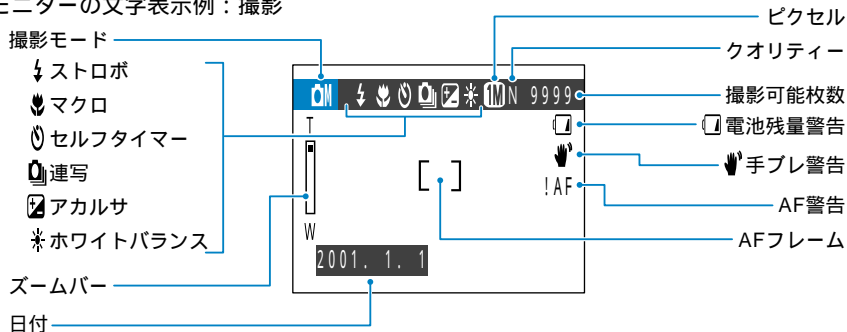 モニターの文字表示例：撮影
撮影モード
ストロボ
マクロ
セルフタイマー
連写
アカルサ
ホワイトバランス
ズームバー
日付
M 1M N 9999
T
W
!AF
2001. 1. 1
ピクセル
クオリティー
撮影可能枚数
電池残量警告
手ブレ警告
AF警告
AFフレーム